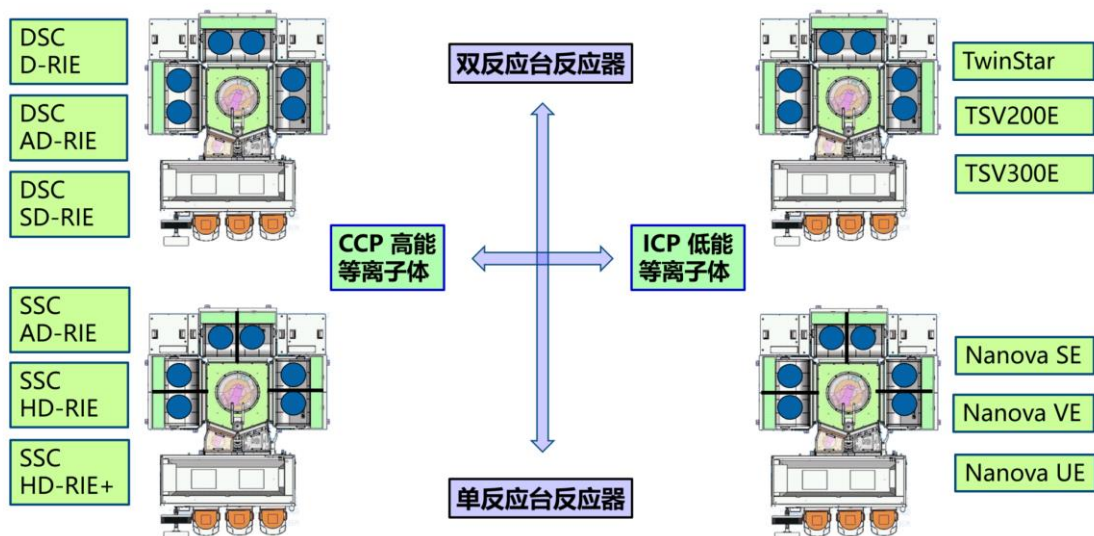 DSC
D-RIE
DSC
AD-RIE
DSC
SD-RIE
双反应台反应器
TwinStar
TSV200E
TSV300E
CCP 高能
等离子体
ICP 低能
等离子体
SSC
AD-RIE
SSC
HD-RIE
SSC
HD-RIE+
单反应台反应器
Nanova SE
Nanova VE
Nanova UE